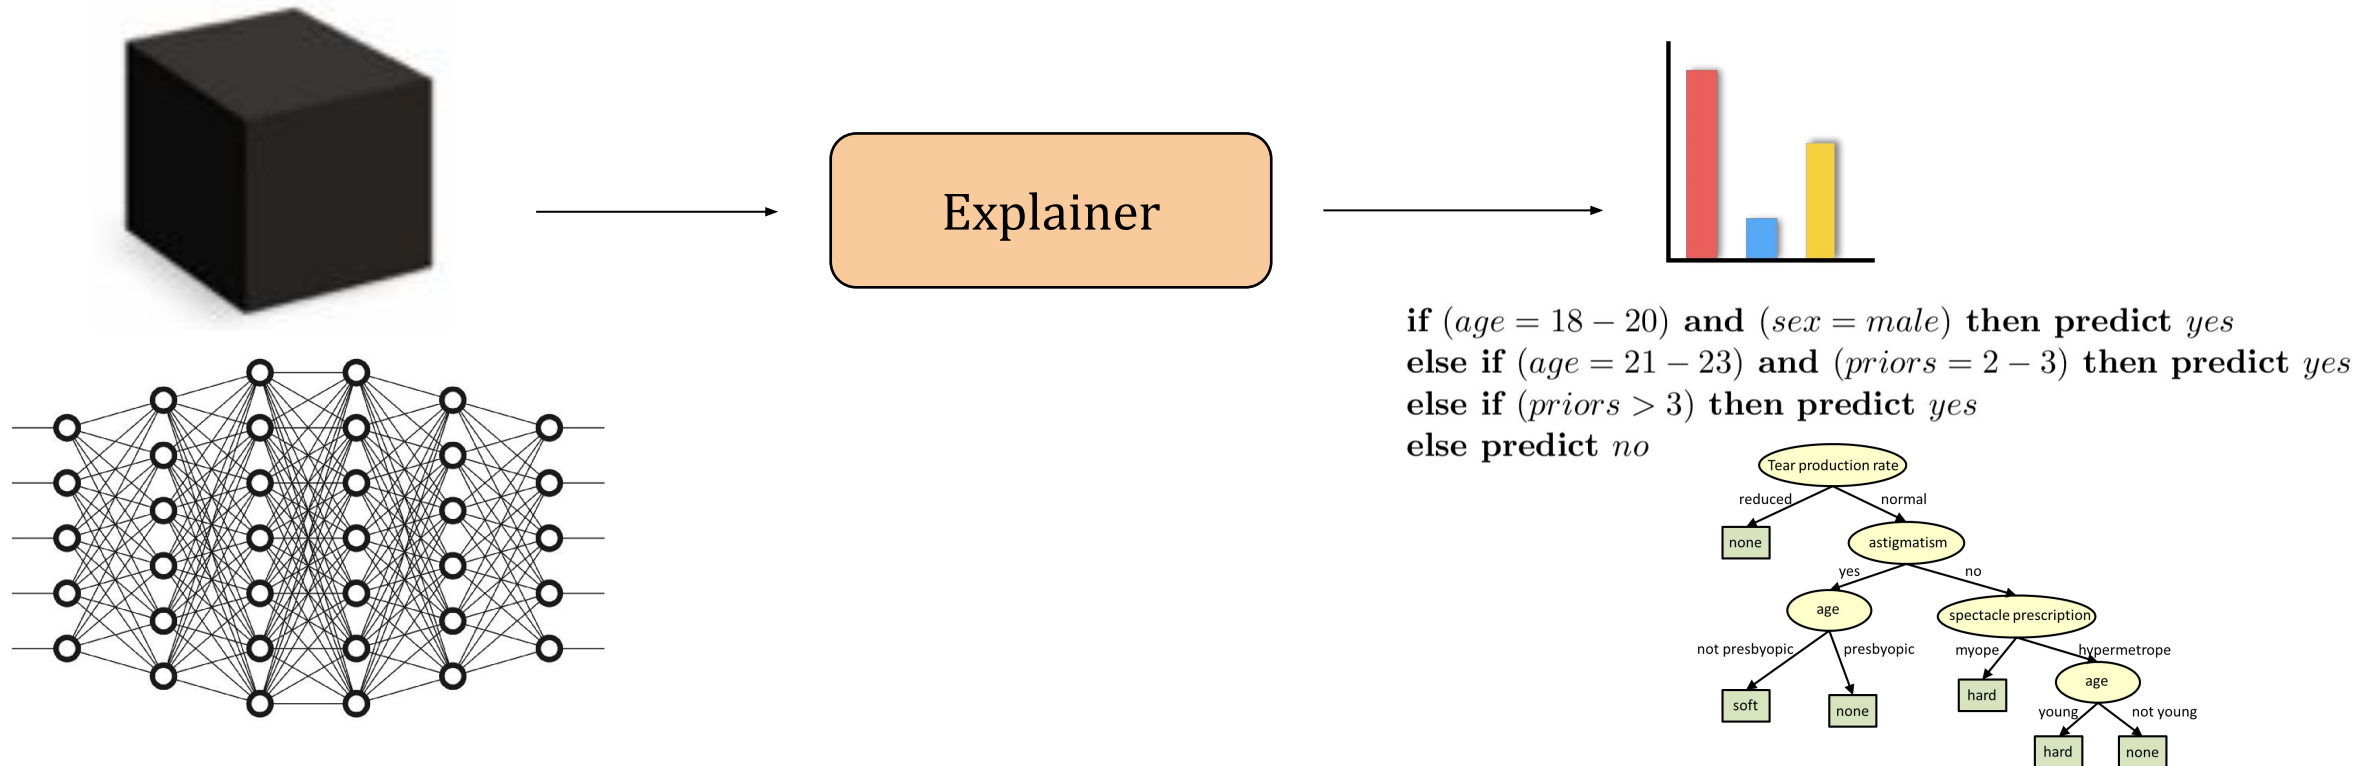 Explainer
if (age = 18 − 20) and (sex = male) then predict yes
else if (age = 21 − 23) and (priors = 2 − 3) then predict yes
else if (priors > 3) then predict yes
else predict no
Tear production rate
reduced
normal
none
astigmatism
yes
no
age
spectacle prescription
not presbyopic
presbyopic
myope
hypermetrope
soft
none
hard
age
young
not young
hard
none